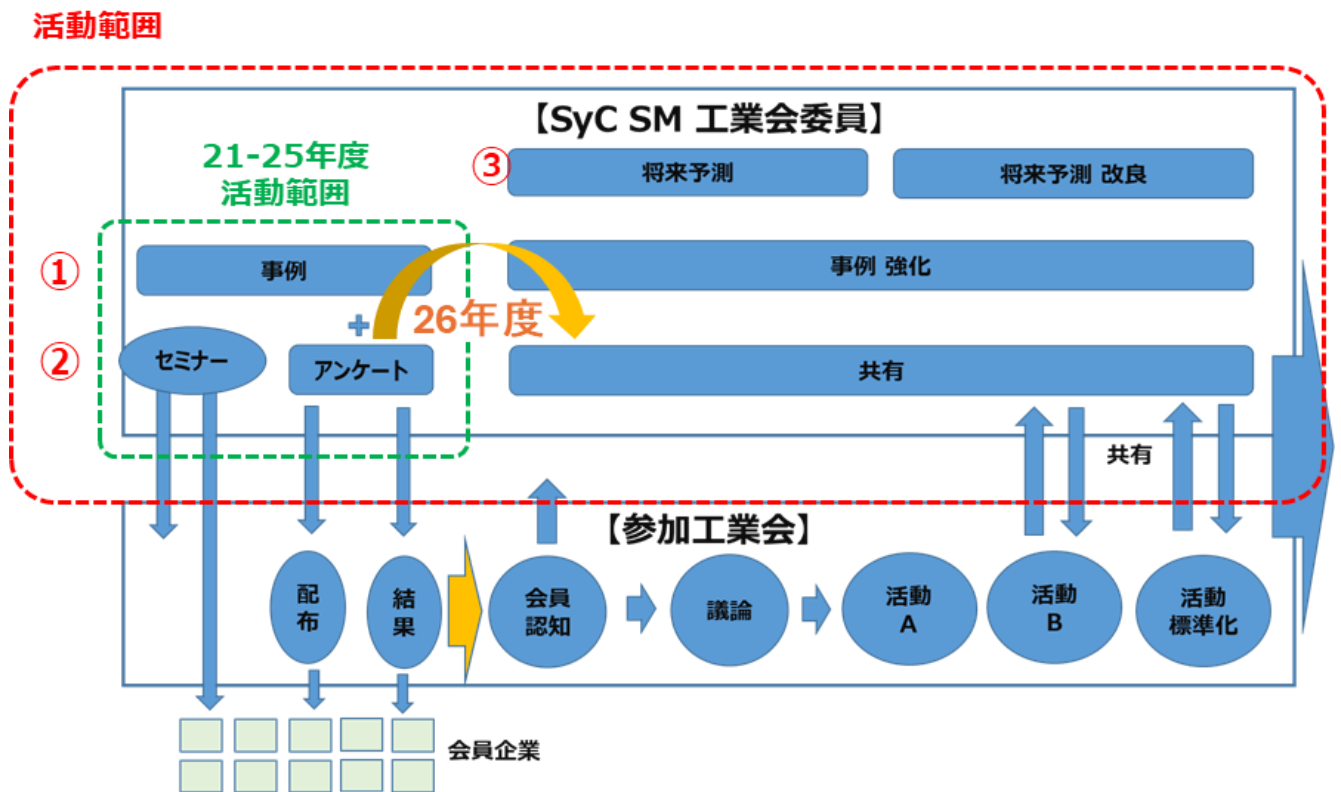 活動範囲
【SyC SM 工業会委員】
21-25年度
活動範囲
③
将来予測
将来予測 改良
①
事例
事例 強化
+
26年度
②
セミナー
アンケート
共有
共有
【参加工業会】
配
布
結
果
会員
認知
議論
活動
A
活動
B
活動
標準化
会員企業